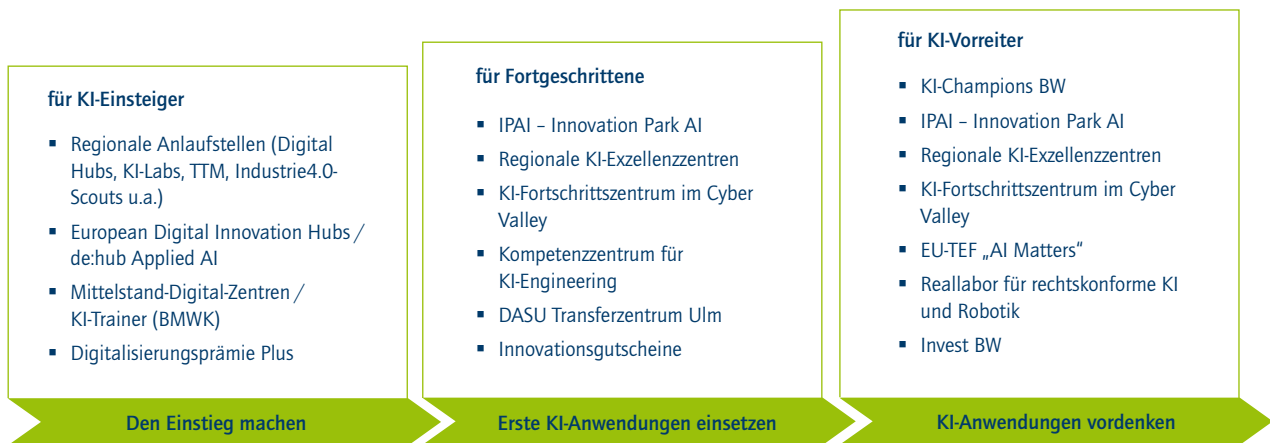 für KI-Einsteiger
▪ Regionale Anlaufstellen (Digital
Hubs, KI-Labs, TTM, Industrie4.0-
Scouts u.a.)
▪ European Digital Innovation Hubs /
de:hub Applied AI
▪ Mittelstand-Digital-Zentren /
KI-Trainer (BMWK)
▪ Digitalisierungsprämie Plus
Den Einstieg machen
für Fortgeschrittene
▪ IPAI – Innovation Park AI
▪ Regionale KI-Exzellenzzentren
▪ KI-Fortschrittszentrum im Cyber
Valley
▪ Kompetenzzentrum für
KI-Engineering
▪ DASU Transferzentrum Ulm
▪ Innovationsgutscheine
Erste KI-Anwendungen einsetzen
für KI-Vorreiter
▪ KI-Champions BW
▪ IPAI – Innovation Park AI
▪ Regionale KI-Exzellenzzentren
▪ KI-Fortschrittszentrum im Cyber
Valley
▪ EU-TEF „AI Matters“
▪ Reallabor für rechtskonforme KI
und Robotik
▪ Invest BW
KI-Anwendungen vordenken